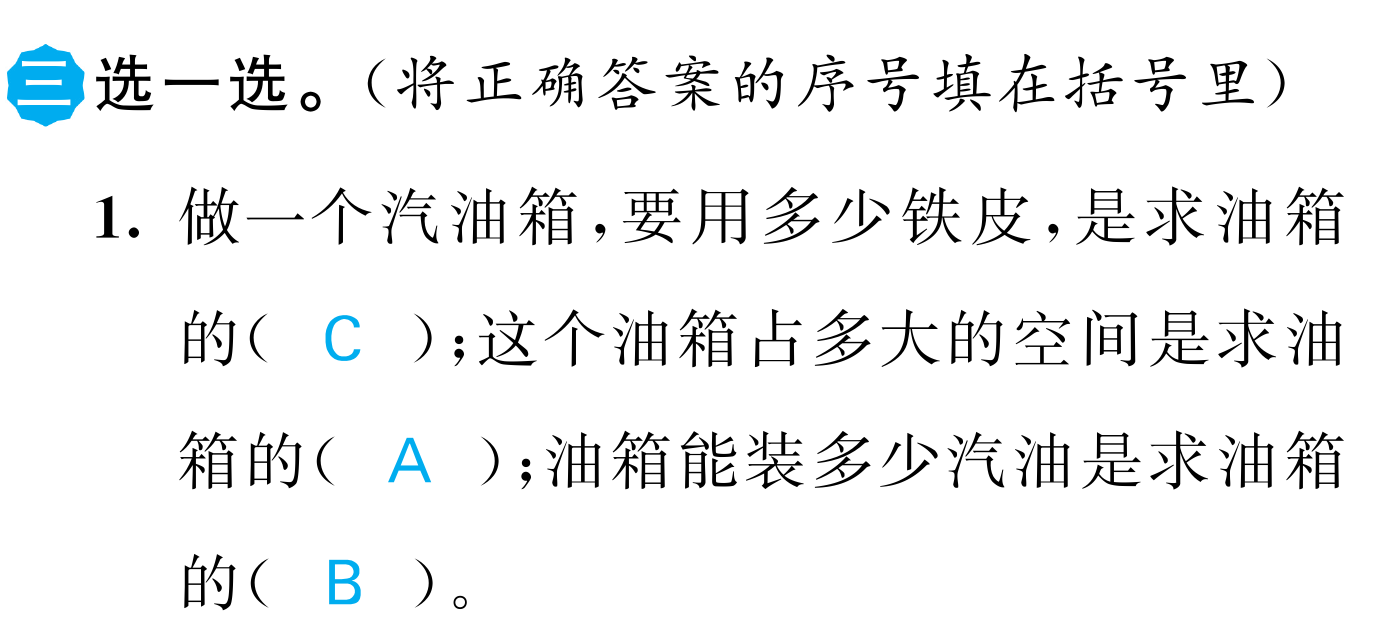 三 选一选。(将正确答案的序号填在括号里)
1. 做一个汽油箱,要用多少铁皮,是求油箱
的( C );这个油箱占多大的空间是求油
箱的( A );油箱能装多少汽油是求油箱
的( B )。